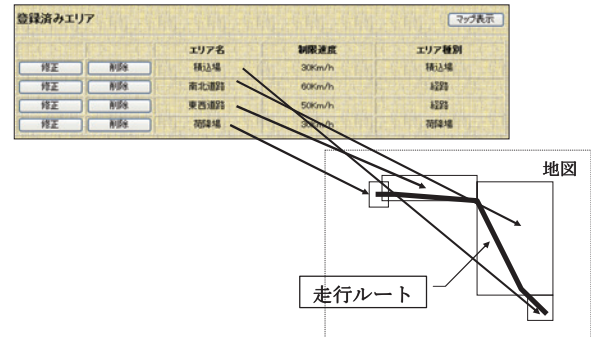 登録済みエリア マップ表示
エリア名 制限速度 エリア種別
修正 削除 積込場 30Km/h 積込場
修正 削除 南北道路 60Km/h 経路
修正 削除 東西道路 50Km/h 経路
修正 削除 荷降場 30Km/h 荷降場
地図
走行ルート